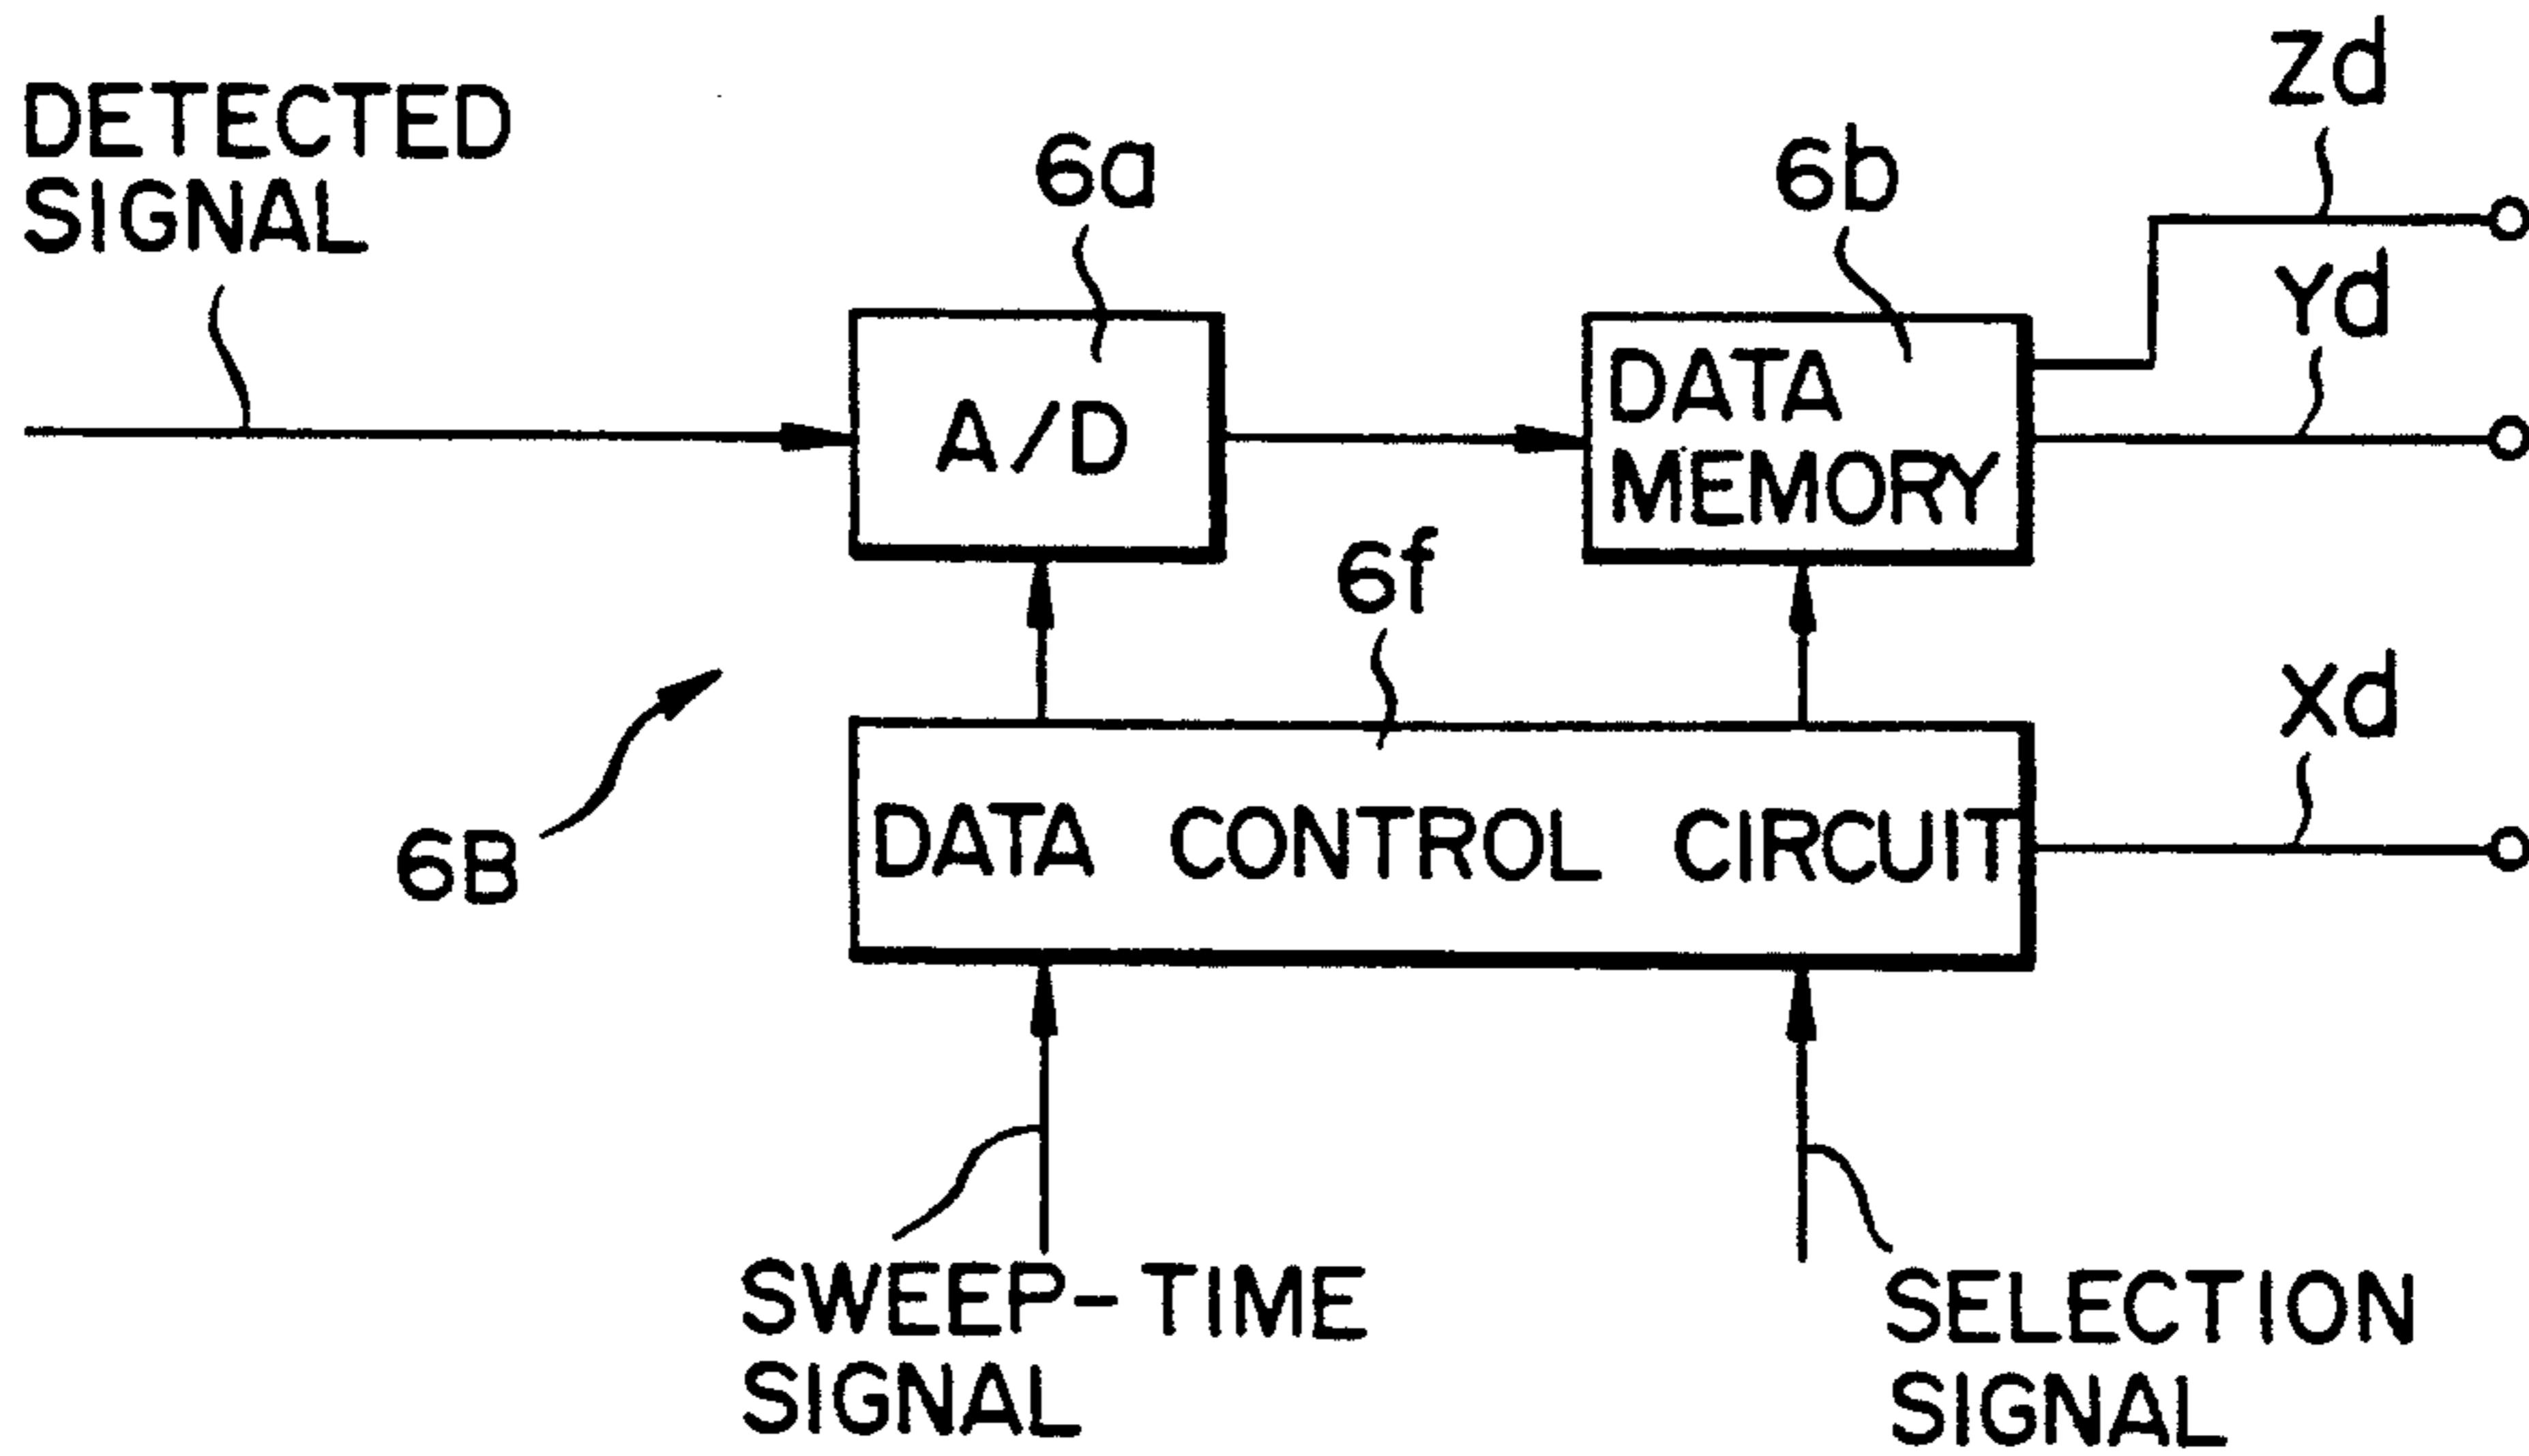 Zd
DETECTED
SIGNAL
6a
6b
Yd
A/D
DATA
MEMORY
6f
Xd
DATA CONTROL CIRCUIT
6B
SWEEP-TIME
SIGNAL
SELECTION
SIGNAL